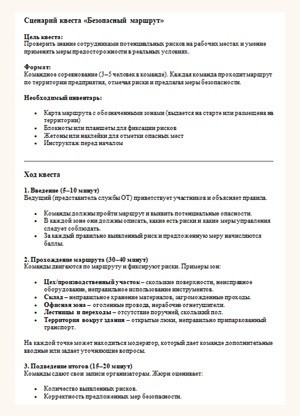 Сценарий квеста «Безопасный маршрут»
Цель квеста:
Проверить знание сотрудниками потенциальных рисков на рабочих местах и умение
применять меры предосторожности в реальных условиях.
Формат:
Командное соревнование (3–5 человек в команде). Каждая команда проходит маршрут
по территории предприятия, отмечая риски и предлагая меры безопасности.
Необходимый инвентарь:
• Карта маршрута с обозначенными зонами (выдается на старте или размещена на
территории)
• Блокноты или планшеты для фиксации рисков
• Жетоны или наклейки для отметки опасных мест
• Инструктаж перед началом
Ход квеста
1. Введение (5–10 минут)
Ведущий (представитель службы ОТ) приветствует участников и объясняет правила.
• Команды должны пройти маршрут и выявить потенциальные опасности.
• В каждой зоне они должны описать, какие есть риски и какие меры управления
следует соблюдать.
• За каждый правильно выявленный риск и предложенную меру начисляются
баллы.
2. Прохождение маршрута (30–40 минут)
Команды двигаются по маршруту и фиксируют риски. Примеры зон:
• Цех/производственный участок – скользкие поверхности, неисправное
оборудование, неправильное использование инструментов.
• Склад – неправильное хранение материалов, загроможденные проходы.
• Офисная зона – оголенные провода, нерабочие огнетушители.
• Лестницы и переходы – отсутствие поручней, скользкий пол.
• Территория вокруг здания – открытые люки, неправильно припаркованный
транспорт.
На каждой точке может находиться модератор, который дает команде дополнительные
вводные или задает уточняющие вопросы.
3. Подведение итогов (15–20 минут)
Команды сдают свои записи организаторам. Жюри оценивает:
• Количество выявленных рисков.
• Корректность предложенных мер безопасности.